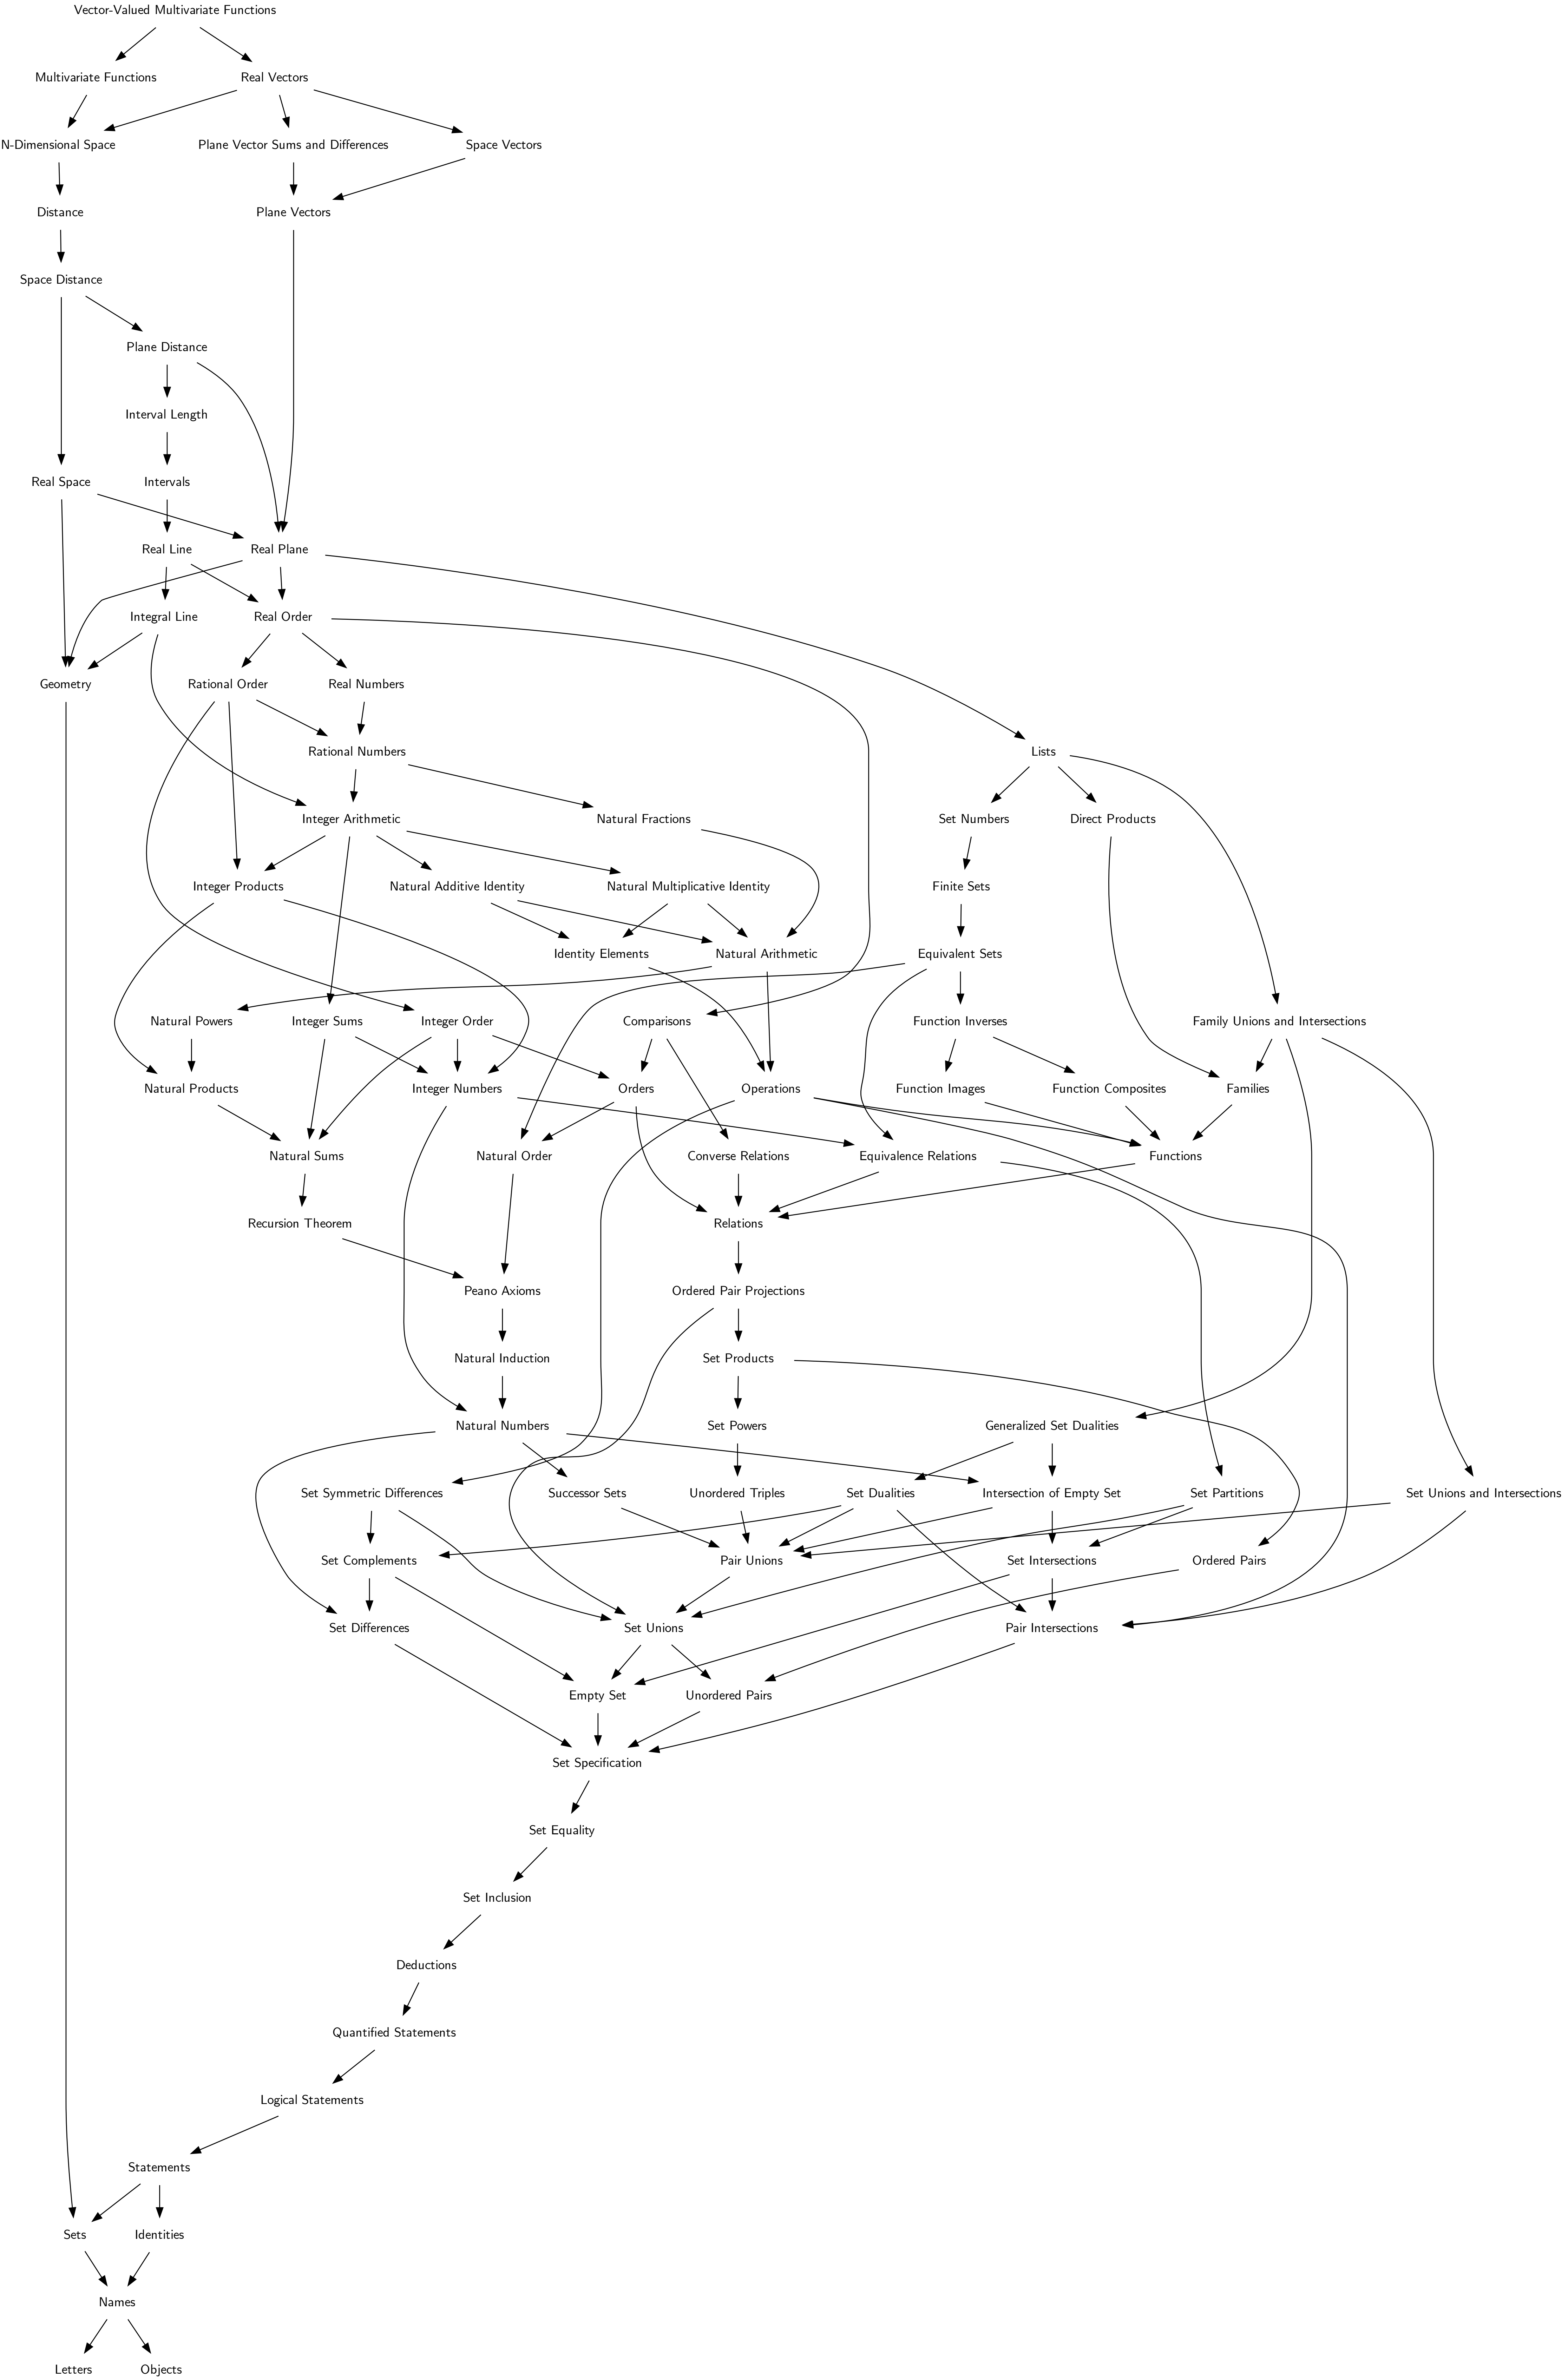 Vector-Valued Multivariate Functions
Multivariate Functions
Real Vectors
N-Dimensional Space
Plane Vector Sums and Differences
Space Vectors
Distance
Plane Vectors
Space Distance
Plane Distance
Interval Length
Real Space
Intervals
Real Line
Real Plane
Integral Line
Real Order
Geometry
Rational Order
Real Numbers
Rational Numbers
Lists
Integer Arithmetic
Natural Fractions
Set Numbers
Direct Products
Integer Products
Natural Additive Identity
Natural Multiplicative Identity
Finite Sets
Identity Elements
Natural Arithmetic
Equivalent Sets
Natural Powers
Integer Sums
Integer Order
Comparisons
Function Inverses
Family Unions and Intersections
Natural Products
Integer Numbers
Orders
Operations
Function Images
Function Composites
Families
Natural Sums
Natural Order
Converse Relations
Equivalence Relations
Functions
Recursion Theorem
Relations
Peano Axioms
Ordered Pair Projections
Natural Induction
Set Products
Natural Numbers
Set Powers
Generalized Set Dualities
Set Symmetric Differences
Successor Sets
Unordered Triples
Set Dualities
Intersection of Empty Set
Set Partitions
Set Unions and Intersections
Set Complements
Pair Unions
Set Intersections
Ordered Pairs
Set Differences
Set Unions
Pair Intersections
Empty Set
Unordered Pairs
Set Specification
Set Equality
Set Inclusion
Deductions
Quantified Statements
Logical Statements
Statements
Sets
Identities
Names
Letters
Objects